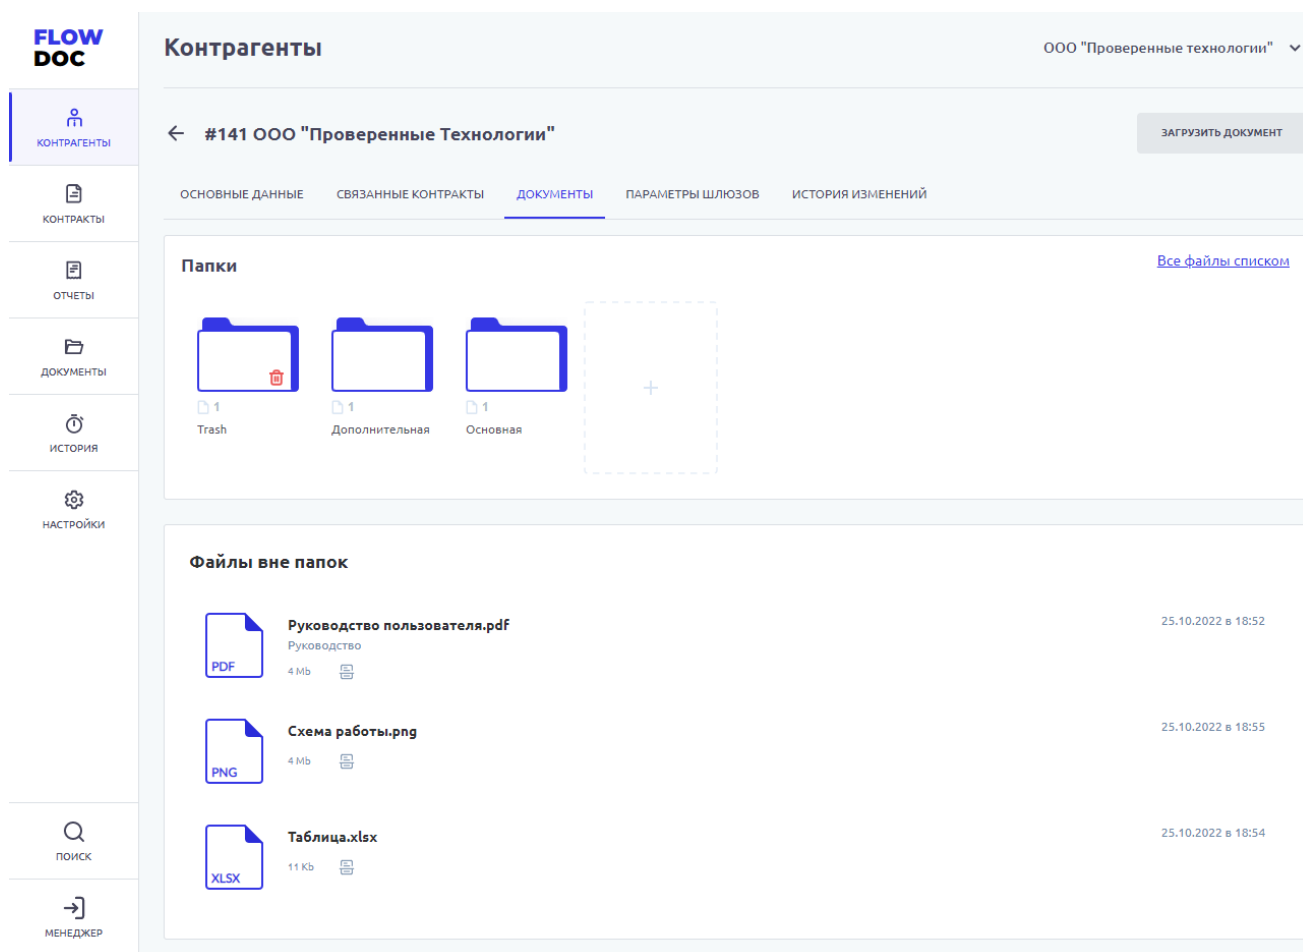 FLOW
DOC
КОНТРАГЕНТЫ
КОНТРАКТЫ
ОТЧЕТЫ
ДОКУМЕНТЫ
ИСТОРИЯ
НАСТРОЙКИ
ПОИСК
МЕНЕДЖЕР
Контрагенты
ООО "Проверенные технологии"
#141 ООО "Проверенные Технологии"
ЗАГРУЗИТЬ ДОКУМЕНТ
ОСНОВНЫЕ ДАННЫЕ СВЯЗАННЫЕ КОНТРАКТЫ ДОКУМЕНТЫ ПАРАМЕТРЫ ШЛЮЗОВ ИСТОРИЯ ИЗМЕНЕНИЙ
Папки
Все файлы списком
1
Trash
1
Дополнительная
1
Основная
+
Файлы вне папок
PDF
Руководство пользователя.pdf
Руководство
4 Mb
25.10.2022 в 18:52
PNG
Схема работы.png
4 Mb
25.10.2022 в 18:55
XLSX
Таблица.xlsx
11 Kb
25.10.2022 в 18:54